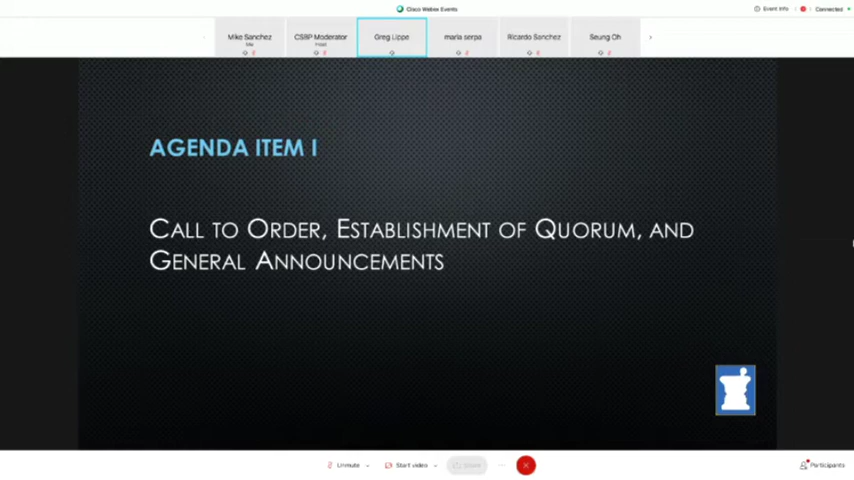 Cisco Webex Events
Event Info
Connected
Mike Sanchez
Me
CSBP Moderator
Host
Greg Lippe
maria serpa
Ricardo Sanchez
Seung Oh
AGENDA ITEM I
CALL TO ORDER, ESTABLISHMENT OF QUORUM, AND
GENERAL ANNOUNCEMENTS
Unmute
Start video
Share
Participants